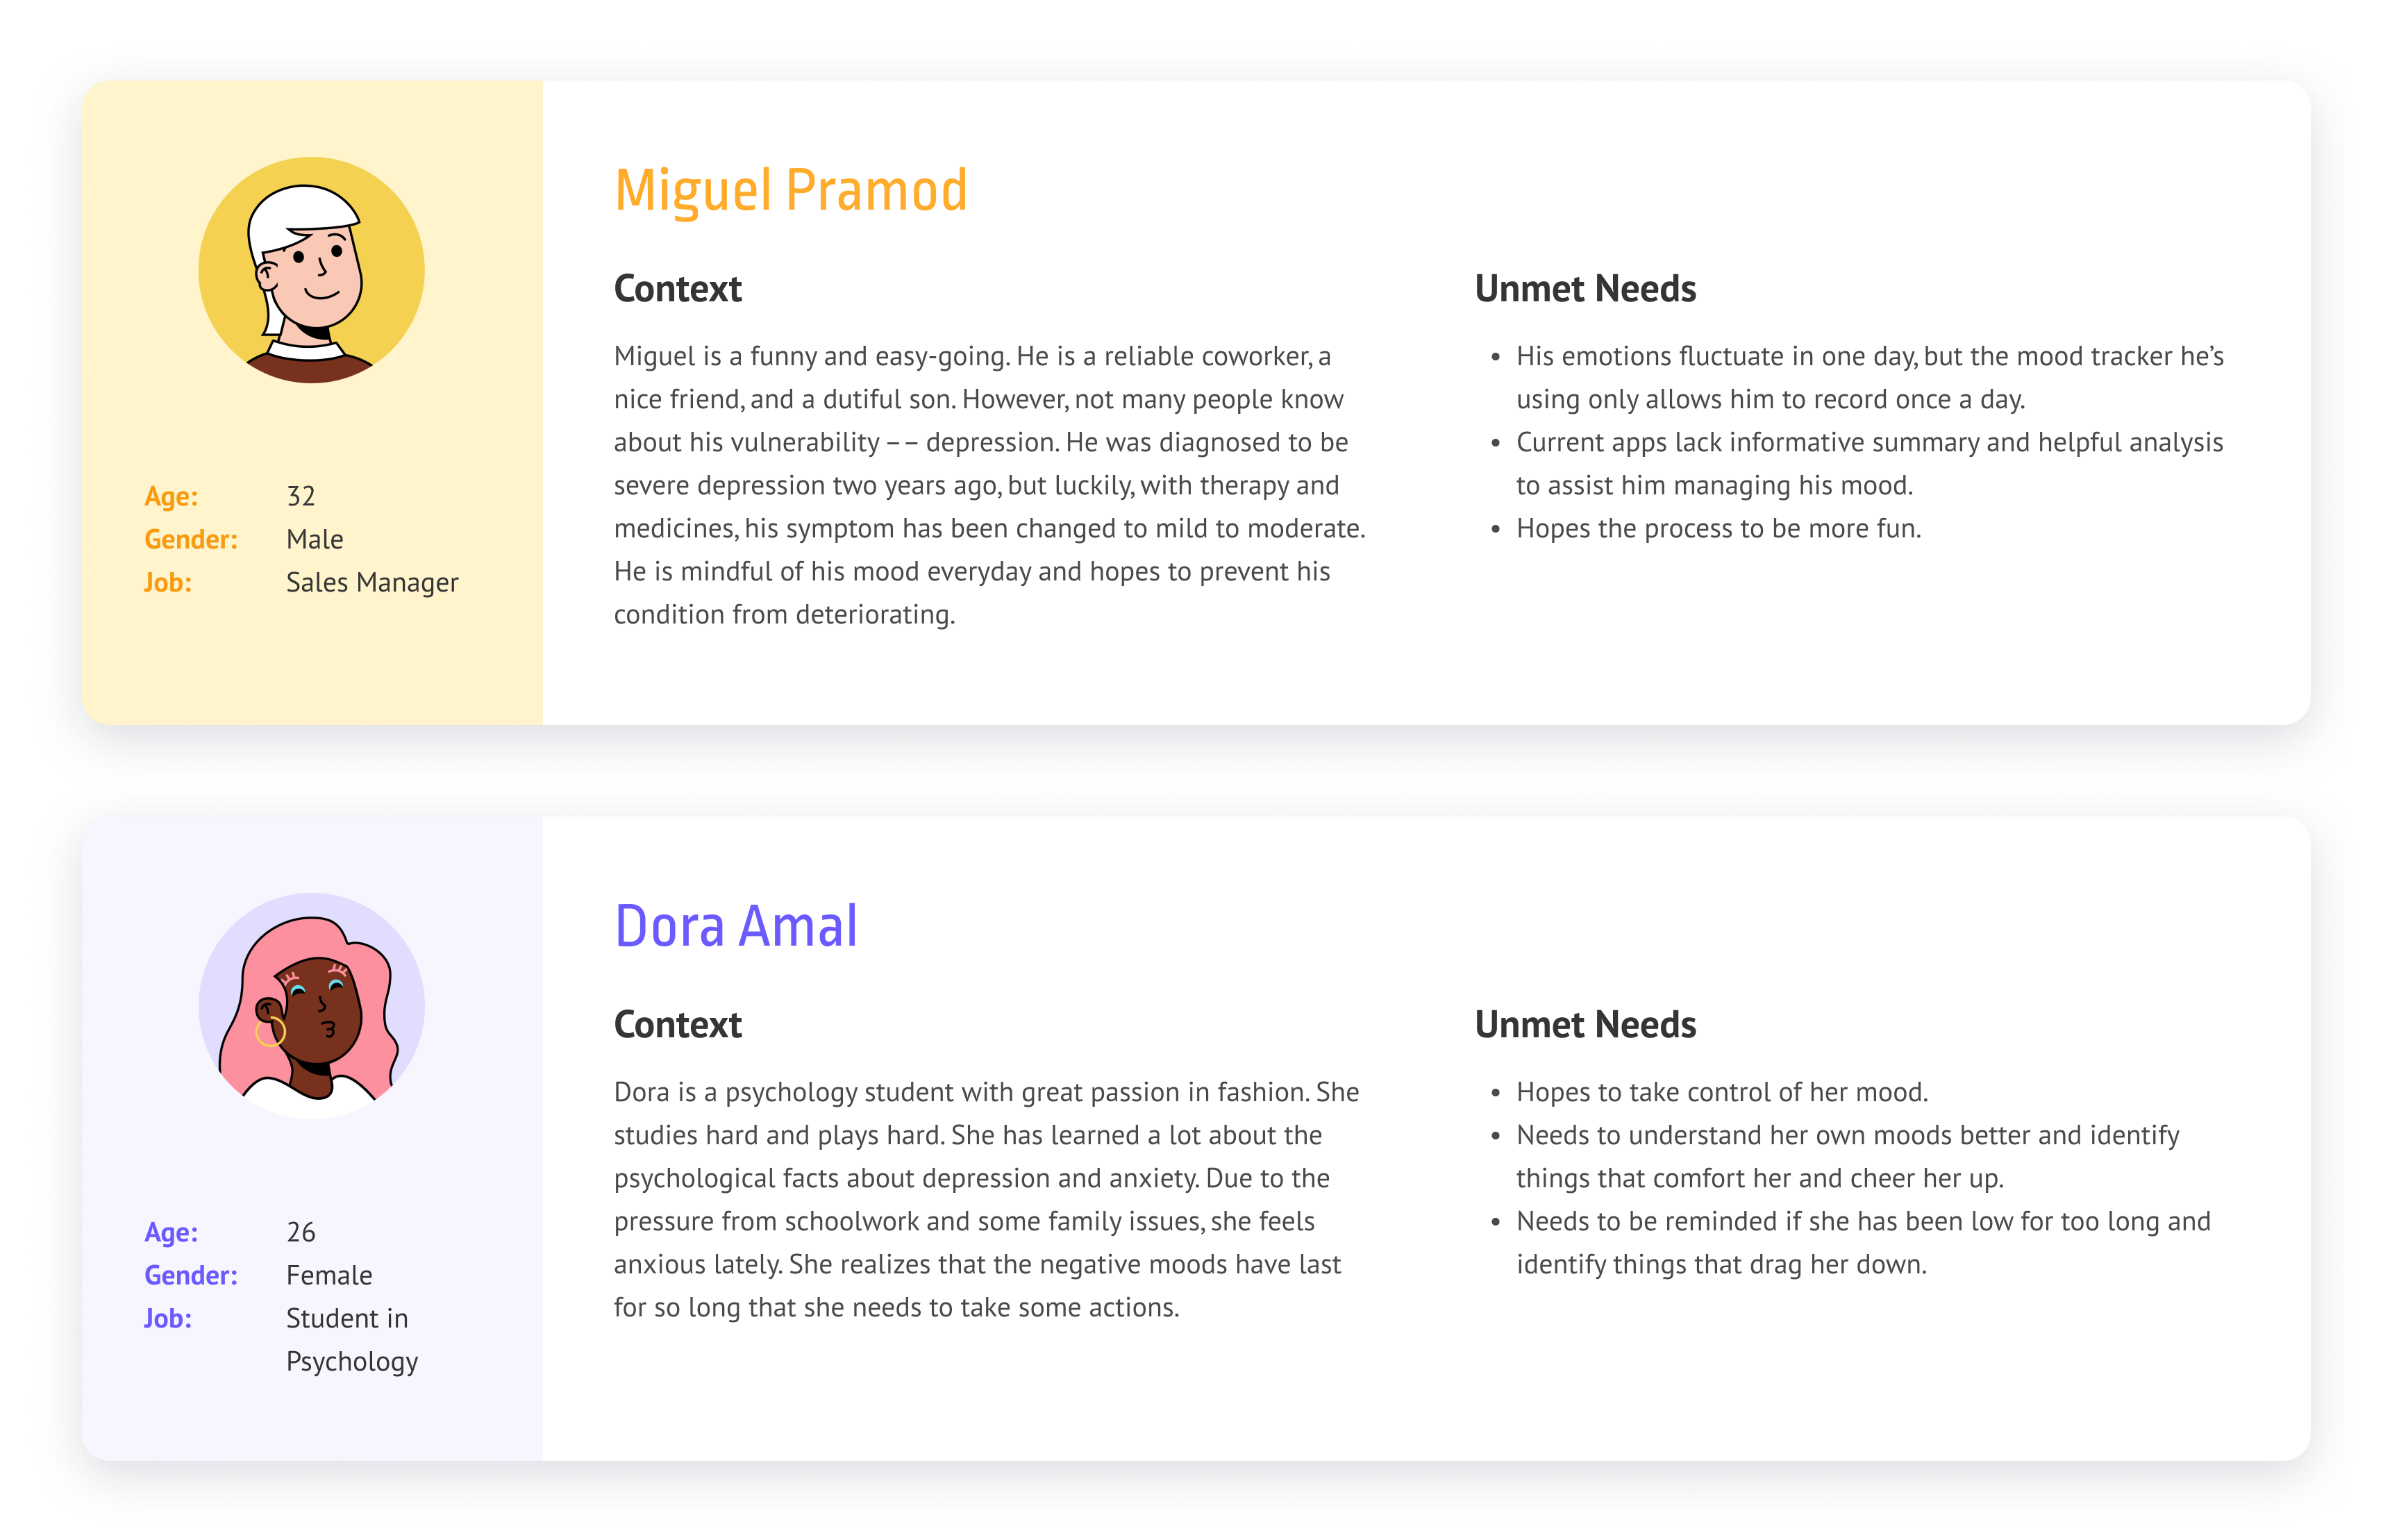 Miguel Pramod
Age: 32
Gender: Male
Job: Sales Manager
Context
Miguel is a funny and easy-going. He is a reliable coworker, a
nice friend, and a dutiful son. However, not many people know
about his vulnerability –– depression. He was diagnosed to be
severe depression two years ago, but luckily, with therapy and
medicines, his symptom has been changed to mild to moderate.
He is mindful of his mood everyday and hopes to prevent his
condition from deteriorating.
Unmet Needs
• His emotions fluctuate in one day, but the mood tracker he’s
using only allows him to record once a day.
• Current apps lack informative summary and helpful analysis
to assist him managing his mood.
• Hopes the process to be more fun.
Dora Amal
Age: 26
Gender: Female
Job: Student in
Psychology
Context
Dora is a psychology student with great passion in fashion. She
studies hard and plays hard. She has learned a lot about the
psychological facts about depression and anxiety. Due to the
pressure from schoolwork and some family issues, she feels
anxious lately. She realizes that the negative moods have last
for so long that she needs to take some actions.
Unmet Needs
• Hopes to take control of her mood.
• Needs to understand her own moods better and identify
things that comfort her and cheer her up.
• Needs to be reminded if she has been low for too long and
identify things that drag her down.